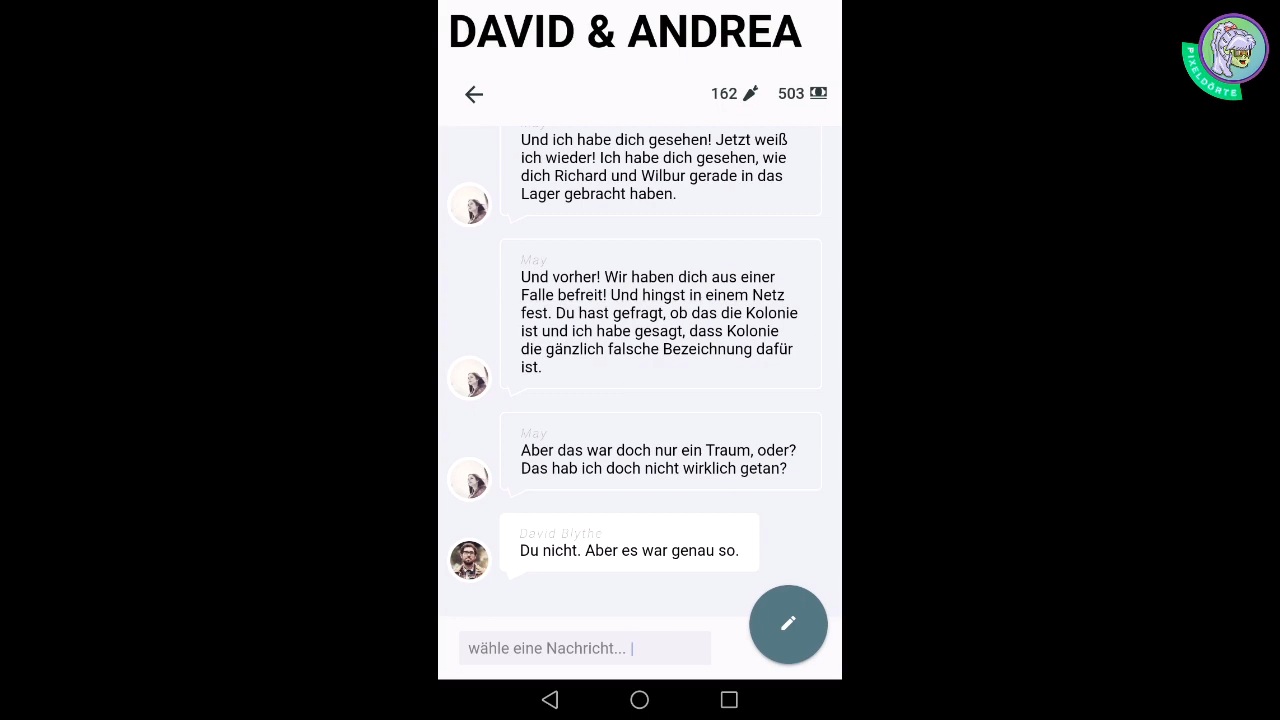 DAVID & ANDREA
162 503
May
Und ich habe dich gesehen! Jetzt weiß
ich wieder! Ich habe dich gesehen, wie
dich Richard und Wilbur gerade in das
Lager gebracht haben.
May
Und vorher! Wir haben dich aus einer
Falle befreit! Und hingst in einem Netz
fest. Du hast gefragt, ob das die Kolonie
ist und ich habe gesagt, dass Kolonie
die gänzlich falsche Bezeichnung dafür
ist.
May
Aber das war doch nur ein Traum, oder?
Das hab ich doch nicht wirklich getan?
David Blythe
Du nicht. Aber es war genau so.
wähle eine Nachricht...
PIXELDÖRTE